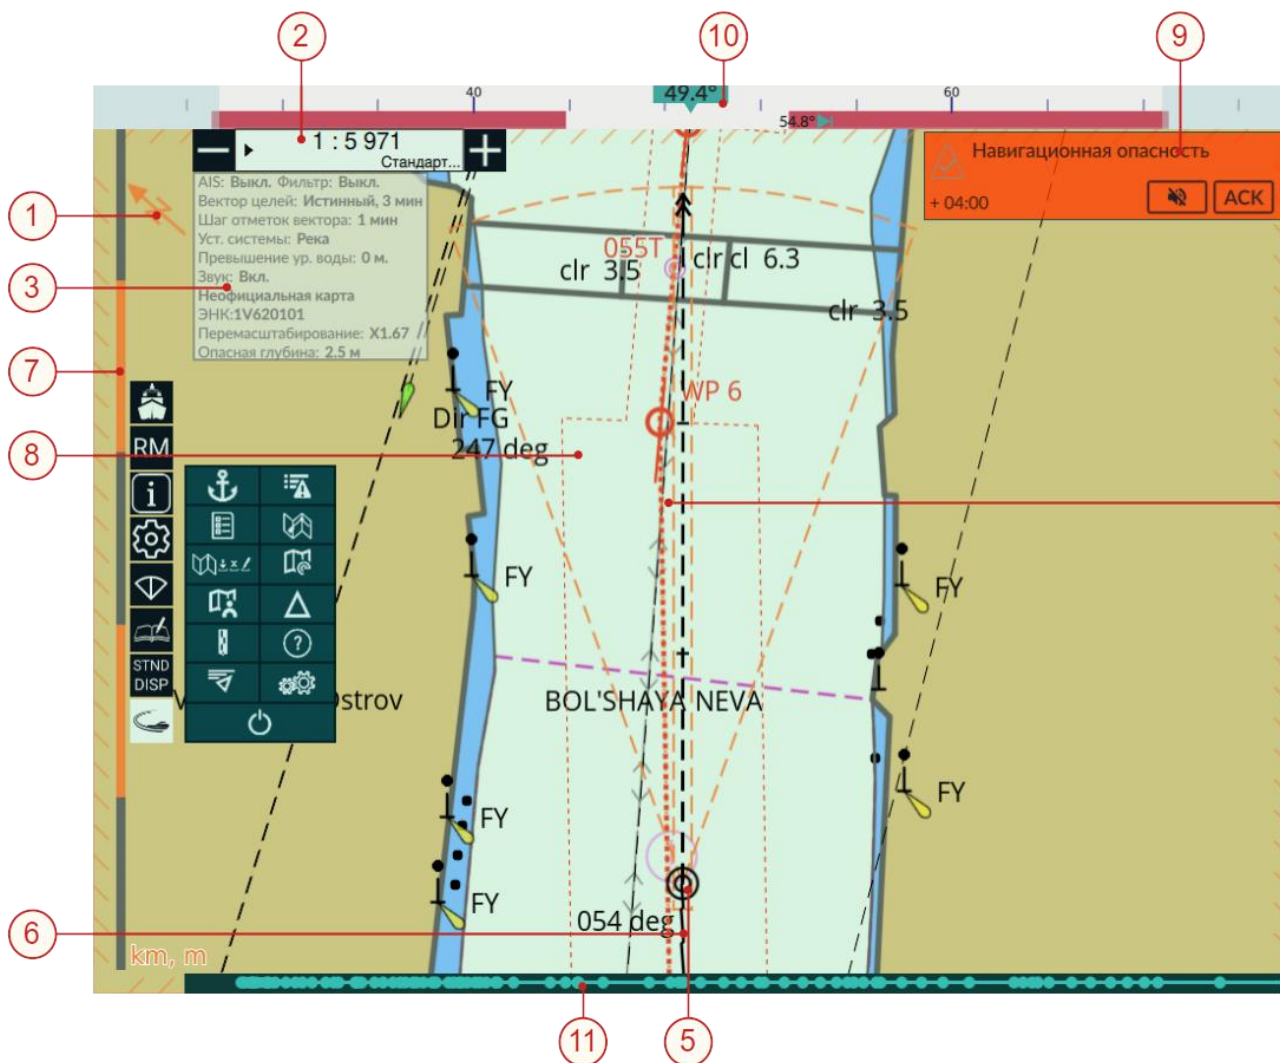 2
10
9
40
49.4°
60
54.8°
1 : 5 971
Стандарт...
Навигационная опасность
+ 04:00
ACK
1
AIS: Выкл. Фильтр: Выкл.
Вектор целей: Истинный, 3 мин
Шаг отметок вектора: 1 мин
Уст. системы: Река
Превышение ур. воды: 0 м.
Звук: Вкл.
Неофициальная карта
ЭНК:1V620101
Перемасштабирование: X1.67
Опасная глубина: 2.5 м
N
3
055T
clr 3.5
clr cl 6.3
clr 3.5
7
FY
WP 6
Dir FG
247 deg
8
RM
i
FY
FY
?
STND
DISP
V
Ostrov
BOL'SHAYA NEVA
FY
FY
FY
054 deg
6
km, m
11
5